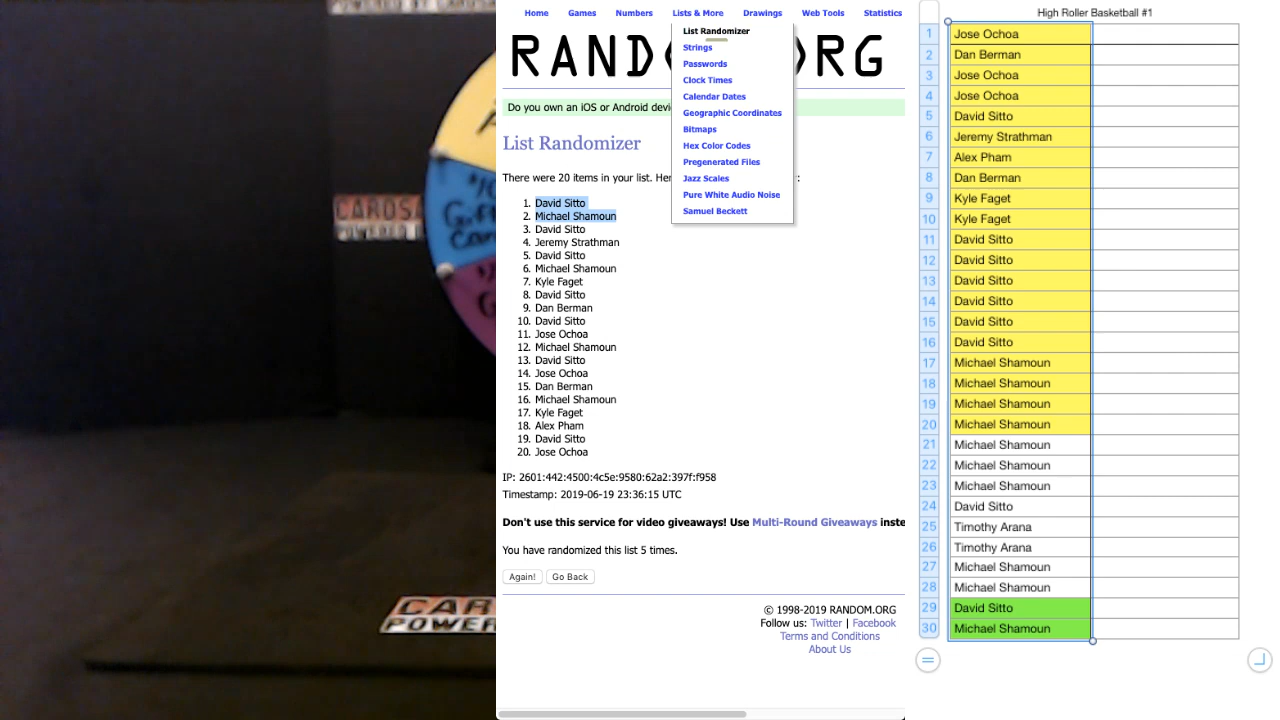 Home Games Numbers Lists & More Drawings Web Tools Statistics
List Randomizer
Strings
Passwords
Clock Times
Calendar Dates
Geographic Coordinates
Bitmaps
Hex Color Codes
Pregenerated Files
Jazz Scales
Pure White Audio Noise
Samuel Beckett
Do you own an iOS or Android
List Randomizer
There were 20 items in your list.
1. David Sitto
2. Michael Shamoun
3. David Sitto
4. Jeremy Strathman
5. David Sitto
6. Michael Shamoun
7. Kyle Faget
8. David Sitto
9. Dan Berman
10. David Sitto
11. Jose Ochoa
12. Michael Shamoun
13. David Sitto
14. Jose Ochoa
15. Dan Berman
16. Michael Shamoun
17. Kyle Faget
18. Alex Pham
19. David Sitto
20. Jose Ochoa
IP: 2601:442:4500:4c5e:9580:62a2:397f:f958
Timestamp: 2019-06-19 23:36:15 UTC
Don't use this service for video giveaways! Use Multi-Round Giveaways
You have randomized this list 5 times.
Again! Go Back
© 1998-2019 RANDOM.ORG
Follow us: Twitter | Facebook
Terms and Conditions
About Us
High Roller Basketball #1
1 Jose Ochoa
2 Dan Berman
3 Jose Ochoa
4 Jose Ochoa
5 David Sitto
6 Jeremy Strathman
7 Alex Pham
8 Dan Berman
9 Kyle Faget
10 Kyle Faget
11 David Sitto
12 David Sitto
13 David Sitto
14 David Sitto
15 David Sitto
16 David Sitto
17 Michael Shamoun
18 Michael Shamoun
19 Michael Shamoun
20 Michael Shamoun
21 Michael Shamoun
22 Michael Shamoun
23 Michael Shamoun
24 David Sitto
25 Timothy Arana
26 Timothy Arana
27 Michael Shamoun
28 Michael Shamoun
29 David Sitto
30 Michael Shamoun